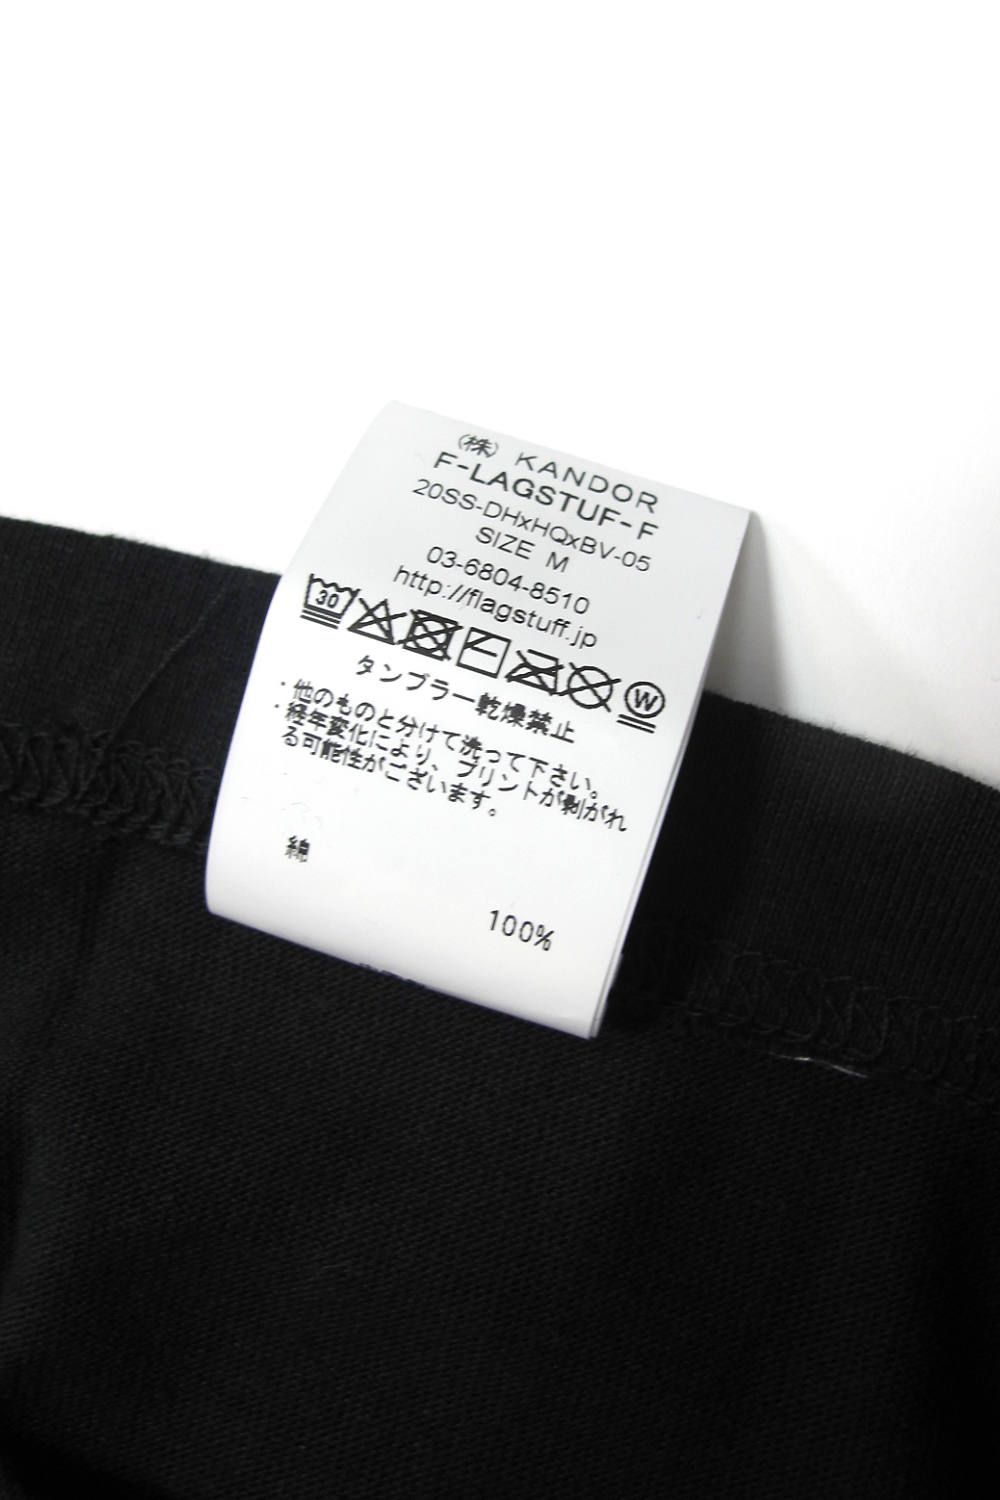 (株) KANDOR
F-LAGSTUF-F
20SS-DHxHQxBV-05
SIZE M
03-6804-8510
http://flagstuff.jp
30 W
タンブラー乾燥禁止
・他のものと分けて洗って下さい。
・経年変化により、プリントが剥がれ
る可能性がございます。
綿
100%